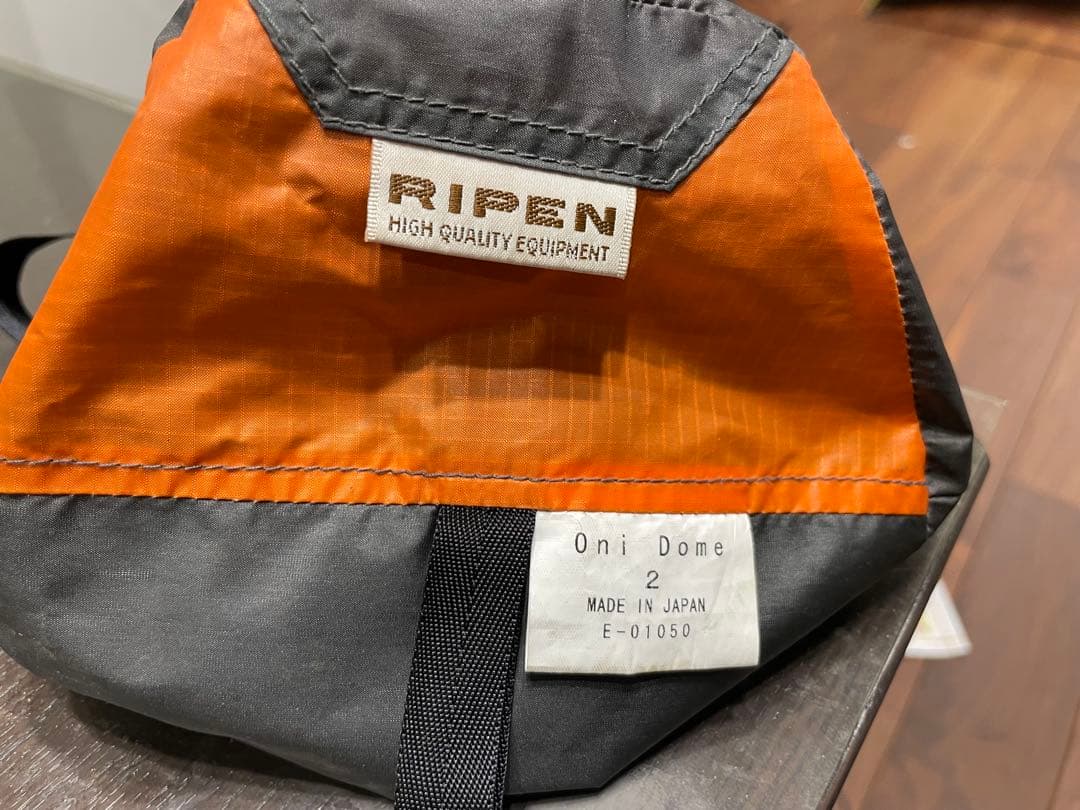 RIPEN
HIGH QUALITY EQUIPMENT
Oni Dome
2
MADE IN JAPAN
E-01050